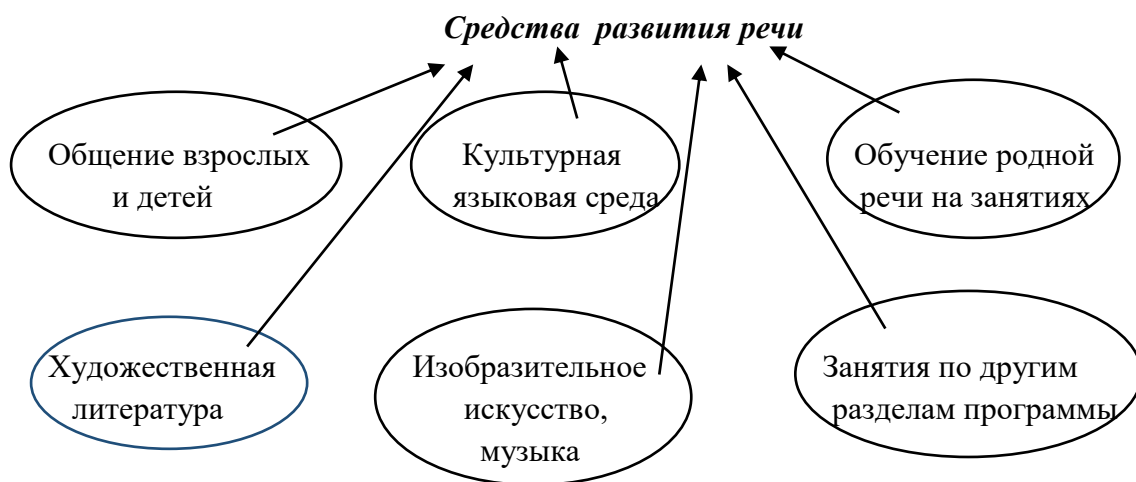 Средства развития речи
Общение взрослых
и детей
Культурная
языковая среда
Обучение родной
речи на занятиях
Художественная
литература
Изобразительное
искусство,
музыка
Занятия по другим
разделам программы